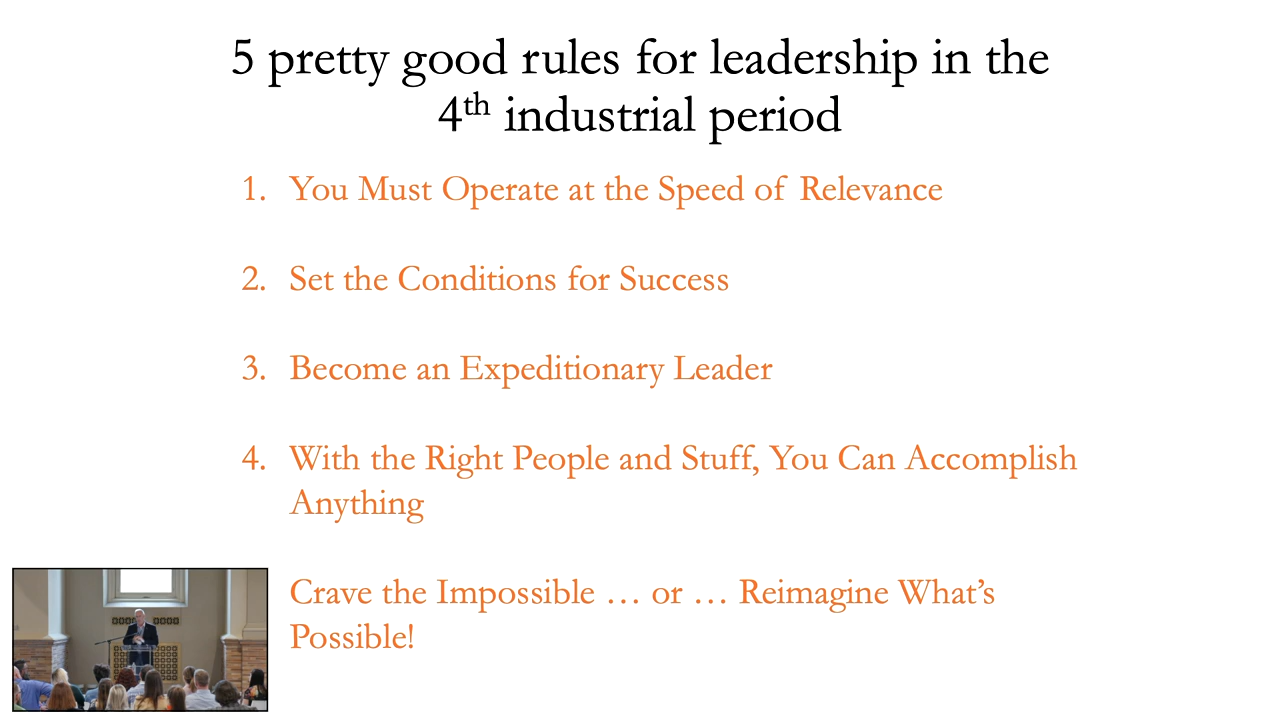 5 pretty good rules for leadership in the
4th industrial period
1. You Must Operate at the Speed of Relevance
2. Set the Conditions for Success
3. Become an Expeditionary Leader
4. With the Right People and Stuff, You Can Accomplish
Anything
Crave the Impossible … or … Reimagine What’s
Possible!